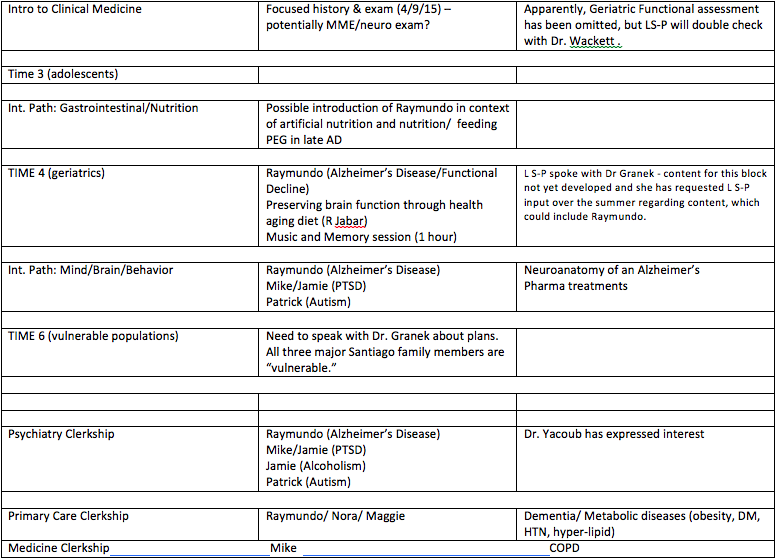 Intro to Clinical Medicine
Focused history & exam (4/9/15) –
potentially MME/neuro exam?
Apparently, Geriatric Functional assessment
has been omitted, but LS-P will double check
with Dr. Wackett .
Time 3 (adolescents)
Int. Path: Gastrointestinal/Nutrition
Possible introduction of Raymundo in context
of artificial nutrition and nutrition/ feeding
PEG in late AD
TIME 4 (geriatrics)
Raymundo (Alzheimer's Disease/Functional
Decline)
Preserving brain function through health
aging diet (R Jabar)
Music and Memory session (1 hour)
L S-P spoke with Dr Granek - content for this block
not yet developed and she has requested L S-P
input over the summer regarding content, which
could include Raymundo.
Int. Path: Mind/Brain/Behavior
Raymundo (Alzheimer's Disease)
Mike/Jamie (PTSD)
Patrick (Autism)
Neuroanatomy of an Alzheimer's
Pharma treatments
TIME 6 (vulnerable populations)
Need to speak with Dr. Granek about plans.
All three major Santiago family members are
"vulnerable."
Psychiatry Clerkship
Raymundo (Alzheimer's Disease)
Mike/Jamie (PTSD)
Jamie (Alcoholism)
Patrick (Autism)
Dr. Yacoub has expressed interest
Primary Care Clerkship
Raymundo/ Nora/ Maggie
Dementia/ Metabolic diseases (obesity, DM,
HTN, hyper-lipid)
Medicine Clerkship Mike COPD